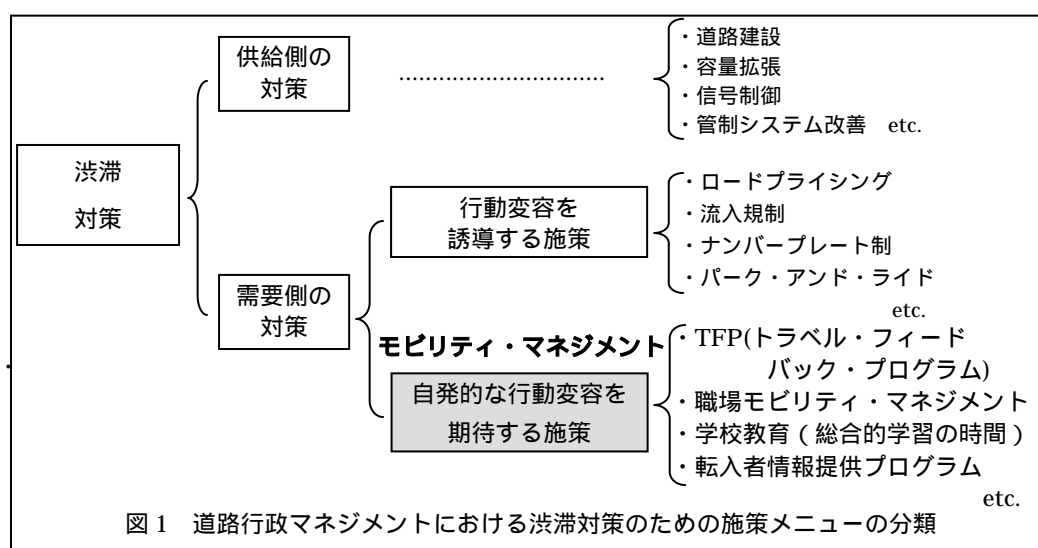 渋滞
対策
供給側の
対策
..............................
・道路建設
・容量拡張
・信号制御
・管制システム改善　etc.
需要側の
対策
行動変容を
誘導する施策
・ロードプライシング
・流入規制
・ナンバープレート制
・パーク・アンド・ライド
etc.
モビリティ・マネジメント
自発的な行動変容を
期待する施策
・TFP(トラベル・フィード
バック・プログラム)
・職場モビリティ・マネジメント
・学校教育（総合的学習の時間）
・転入者情報提供プログラム
etc.
図 1　道路行政マネジメントにおける渋滞対策のための施策メニューの分類